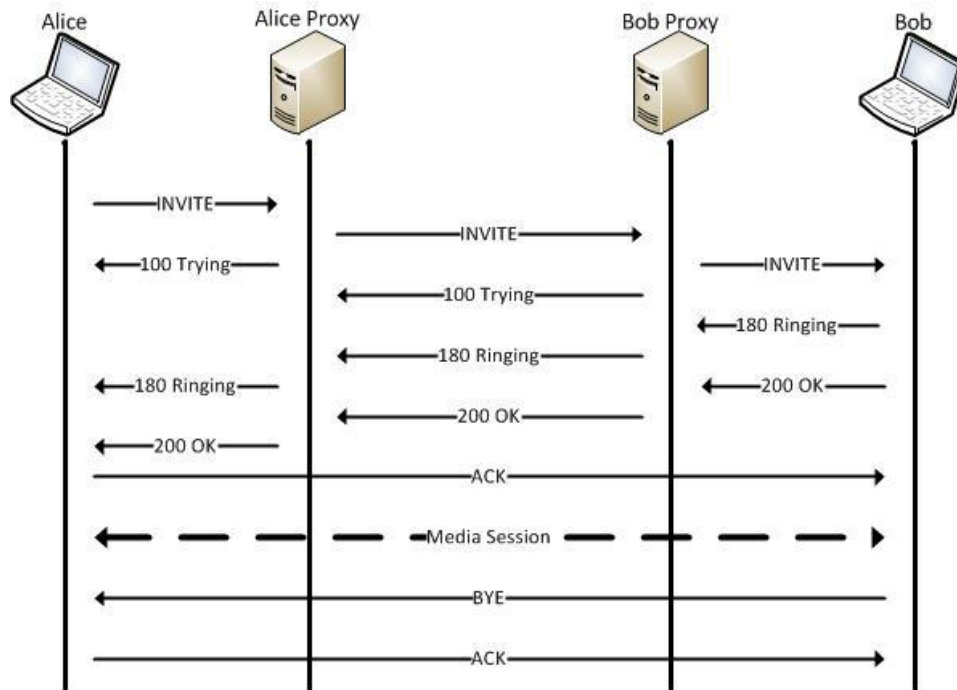 Alice
Alice Proxy
Bob Proxy
Bob
INVITE
INVITE
100 Trying
INVITE
100 Trying
180 Ringing
180 Ringing
180 Ringing
200 OK
200 OK
200 OK
ACK
Media Session
BYE
ACK